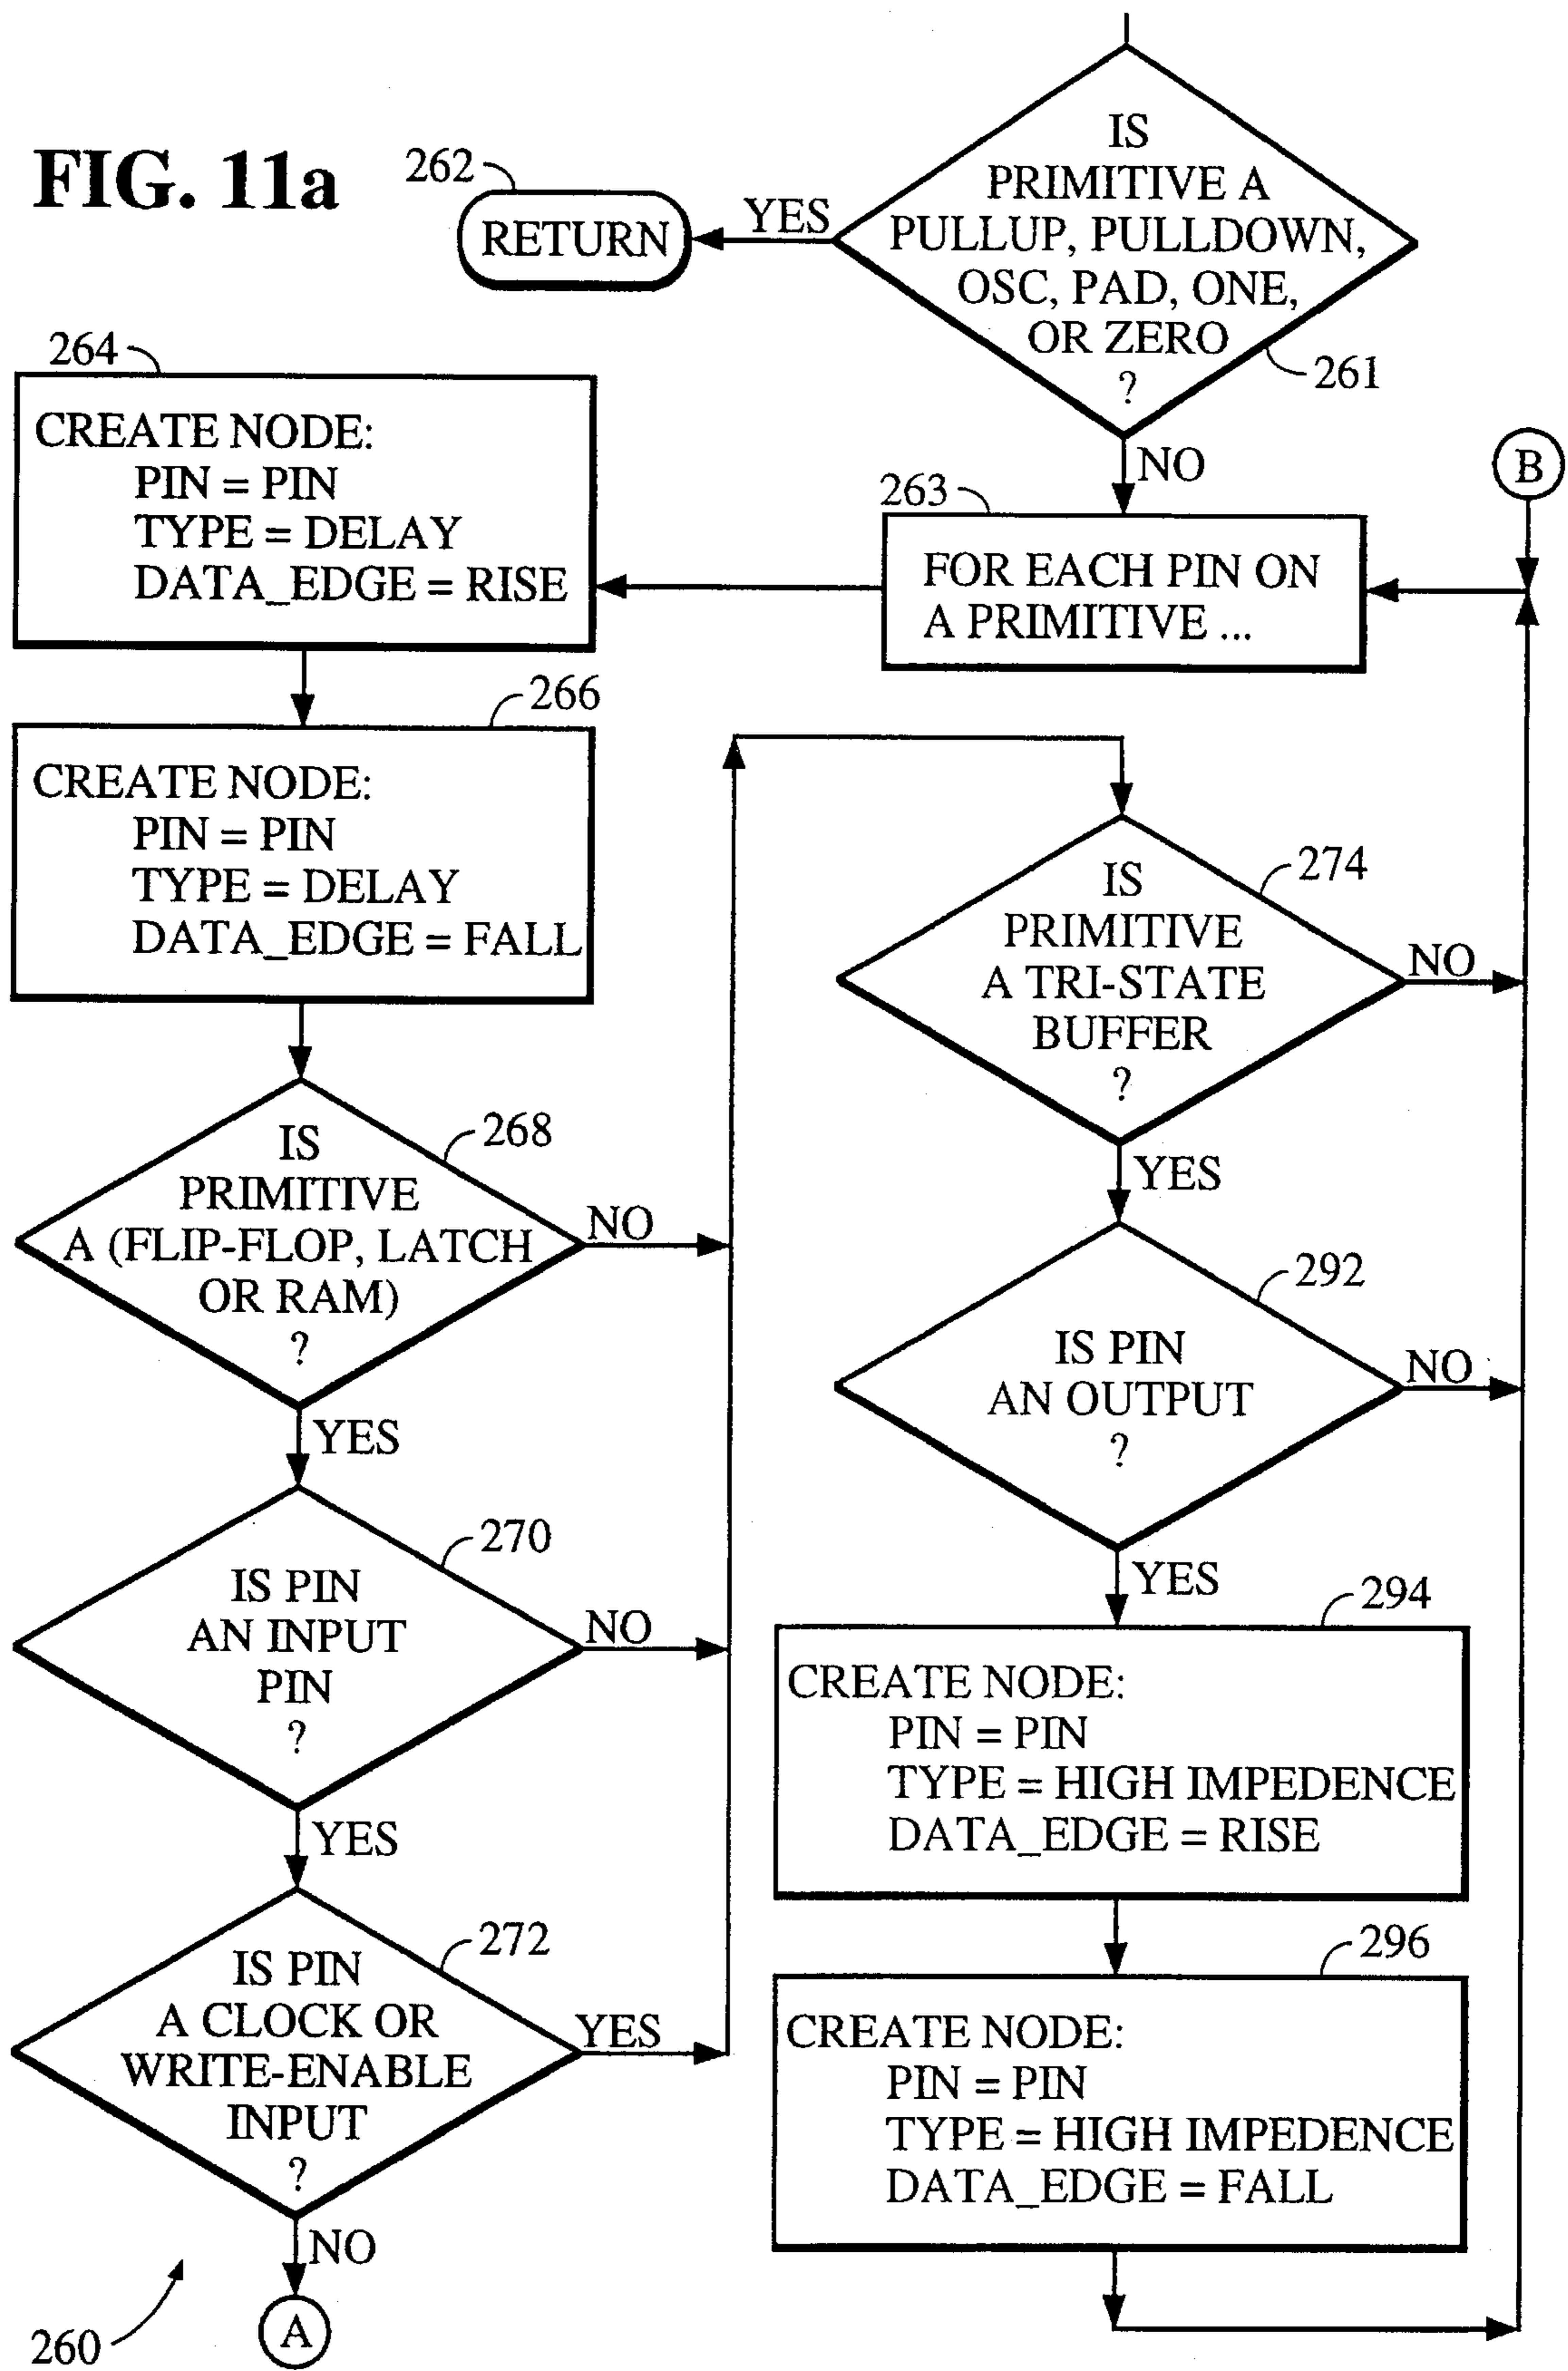 FIG. 11a
262
RETURN
YES
IS
PRIMITIVE A
PULLUP, PULLDOWN,
OSC, PAD, ONE,
OR ZERO
?
261
NO
B
263
FOR EACH PIN ON
A PRIMITIVE ...
264
CREATE NODE:
PIN = PIN
TYPE = DELAY
DATA_EDGE = RISE
266
CREATE NODE:
PIN = PIN
TYPE = DELAY
DATA_EDGE = FALL
268
IS
PRIMITIVE
A (FLIP-FLOP, LATCH
OR RAM)
?
NO
YES
270
IS PIN
AN INPUT
PIN
?
NO
YES
272
IS PIN
A CLOCK OR
WRITE-ENABLE
INPUT
?
YES
NO
A
260
274
IS
PRIMITIVE
A TRI-STATE
BUFFER
?
NO
YES
292
IS PIN
AN OUTPUT
?
NO
YES
294
CREATE NODE:
PIN = PIN
TYPE = HIGH IMPEDENCE
DATA_EDGE = RISE
296
CREATE NODE:
PIN = PIN
TYPE = HIGH IMPEDENCE
DATA_EDGE = FALL